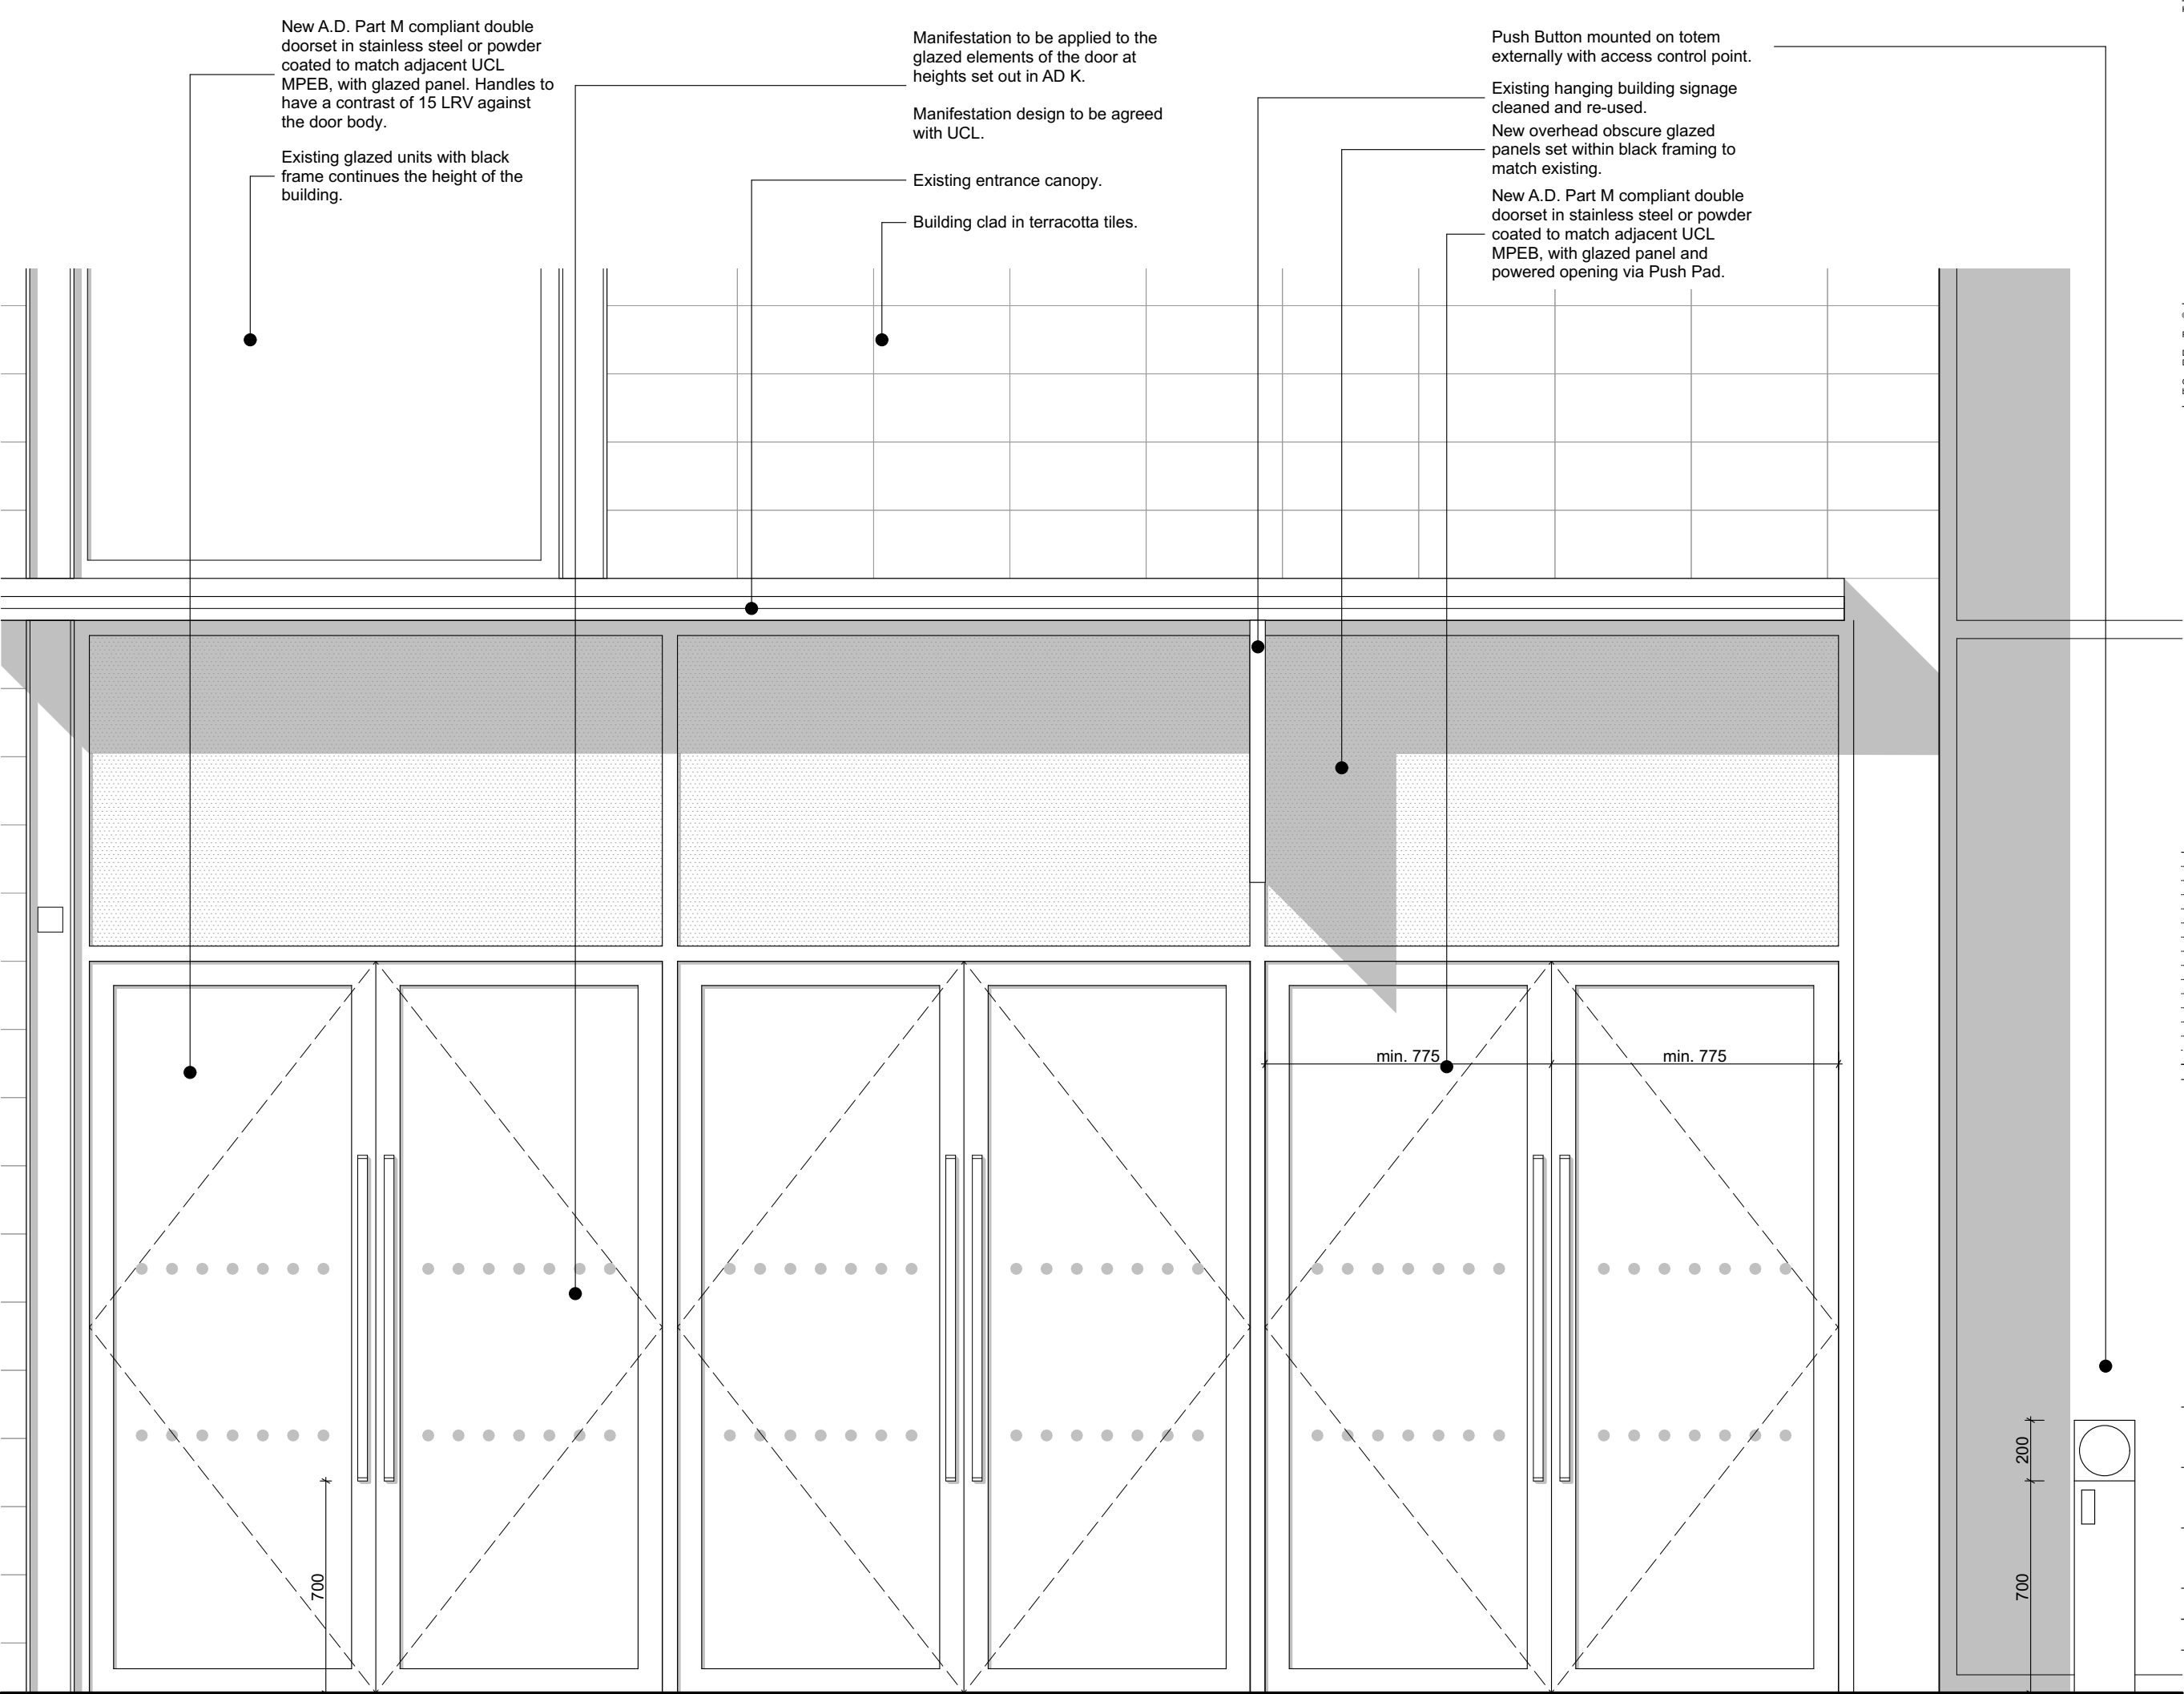 New A.D. Part M compliant double
doorset in stainless steel or powder
coated to match adjacent UCL
MPEB, with glazed panel. Handles to
have a contrast of 15 LRV against
the door body.
Existing glazed units with black
frame continues the height of the
building.
Manifestation to be applied to the
glazed elements of the door at
heights set out in AD K.
Manifestation design to be agreed
with UCL.
Existing entrance canopy.
Building clad in terracotta tiles.
Push Button mounted on totem
externally with access control point.
Existing hanging building signage
cleaned and re-used.
New overhead obscure glazed
panels set within black framing to
match existing.
New A.D. Part M compliant double
doorset in stainless steel or powder
coated to match adjacent UCL
MPEB, with glazed panel and
powered opening via Push Pad.
min. 775
min. 775
700
200
700